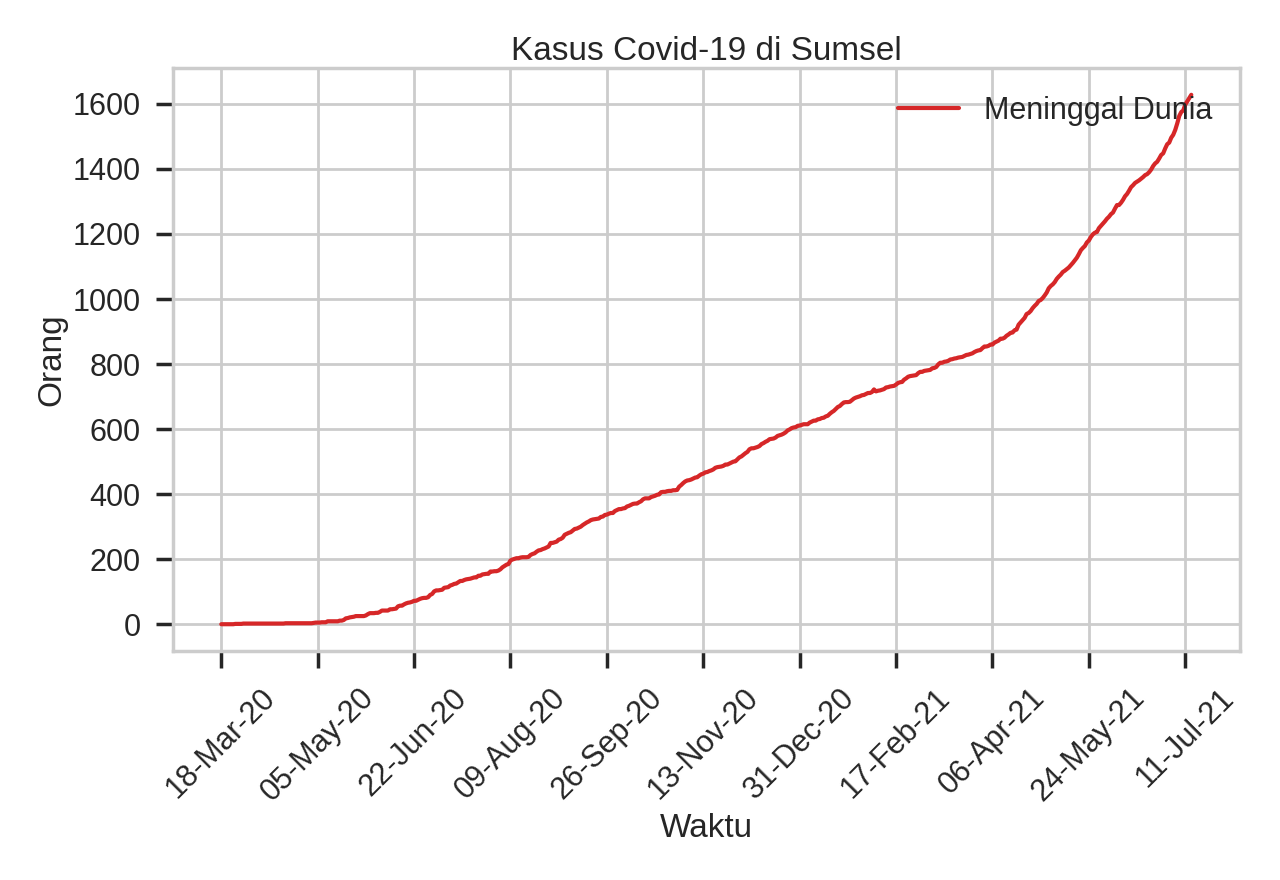 Kasus Covid-19 di Sumsel
Meninggal Dunia
1600
1400
1200
1000
800
600
400
200
0
Orang
18-Mar-20
05-May-20
22-Jun-20
09-Aug-20
26-Sep-20
13-Nov-20
31-Dec-20
17-Feb-21
06-Apr-21
24-May-21
11-Jul-21
Waktu